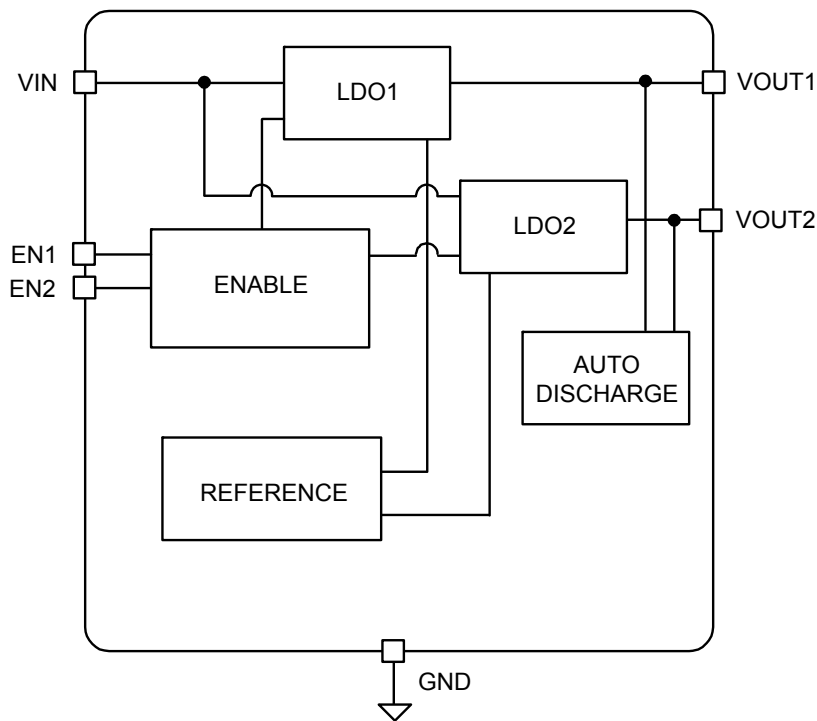 VIN
LDO1
VOUT1
LDO2
VOUT2
EN1
EN2
ENABLE
AUTO
DISCHARGE
REFERENCE
GND